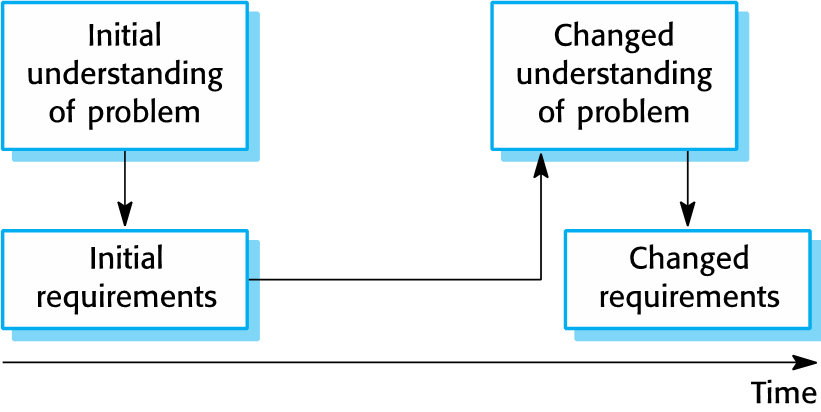 Initial
understanding
of problem
Changed
understanding
of problem
Initial
requirements
Changed
requirements
Time